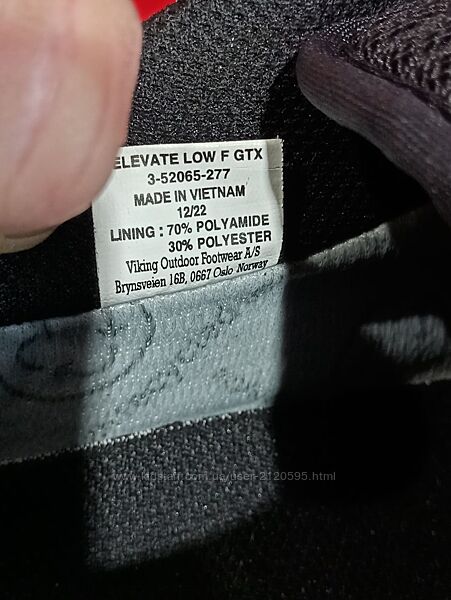 ELEVATE LOW F GTX
3-52065-277
MADE IN VIETNAM
12/22
LINING : 70% POLYAMIDE
30% POLYESTER
Viking Outdoor Footwear A/S
Brynsveien 16B, 0667 Oslo Norway